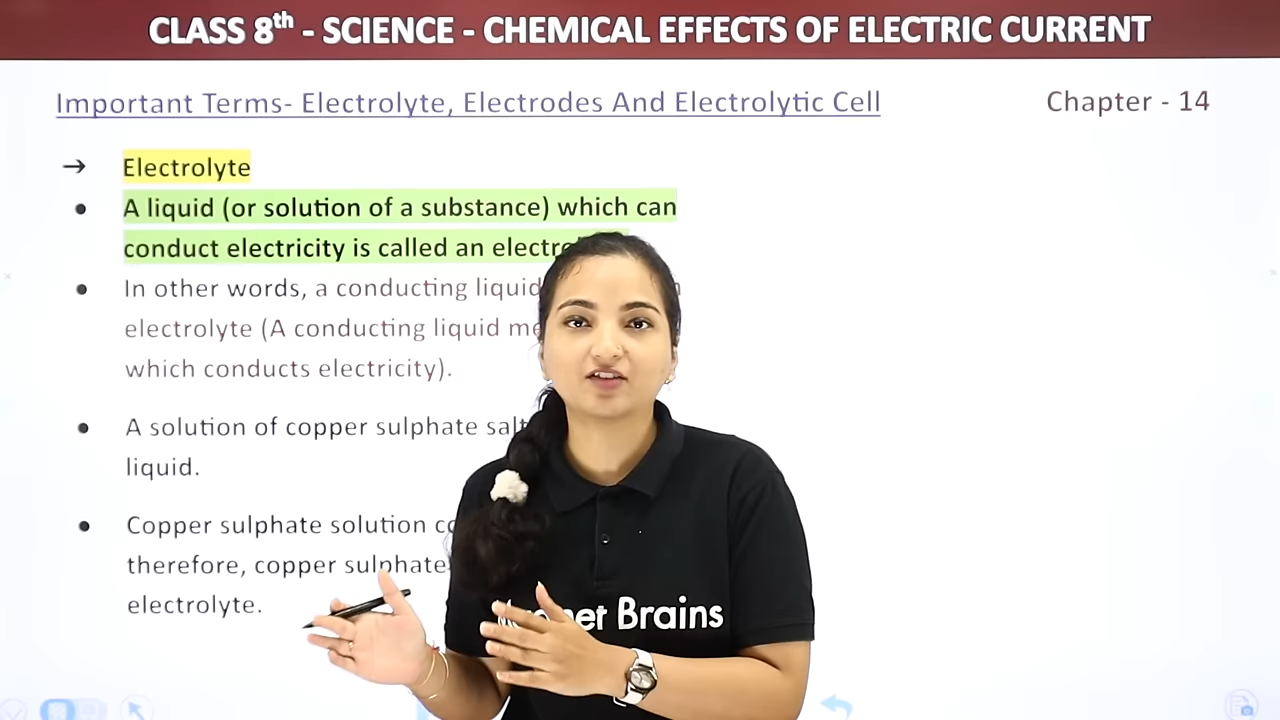 CLASS 8th - SCIENCE - CHEMICAL EFFECTS OF ELECTRIC CURRENT
Important Terms- Electrolyte, Electrodes And Electrolytic Cell
Chapter - 14
→ Electrolyte
• A liquid (or solution of a substance) which can
conduct electricity is called an
• In other words, a conducting liquid
electrolyte (A conducting liquid
which conducts electricity).
• A solution of copper sulphate salt
liquid.
• Copper sulphate solution
therefore, copper sulphate
electrolyte.
Brains